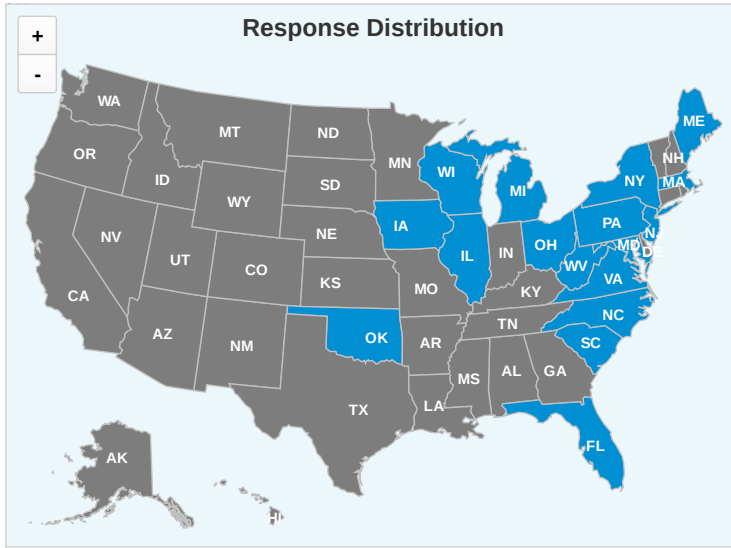 Response Distribution
+
-
WA
ME
MT
ND
OR
MN
NH
ID
WI
SD
NY
MA
MI
WY
IA
PA
NV
NE
NJ
OH
MD
UT
IN
IL
DE
CO
WV
KS
VA
MO
KY
CA
NC
TN
AZ
OK
NM
AR
SC
MS
AL
GA
TX
LA
FL
AK
HI